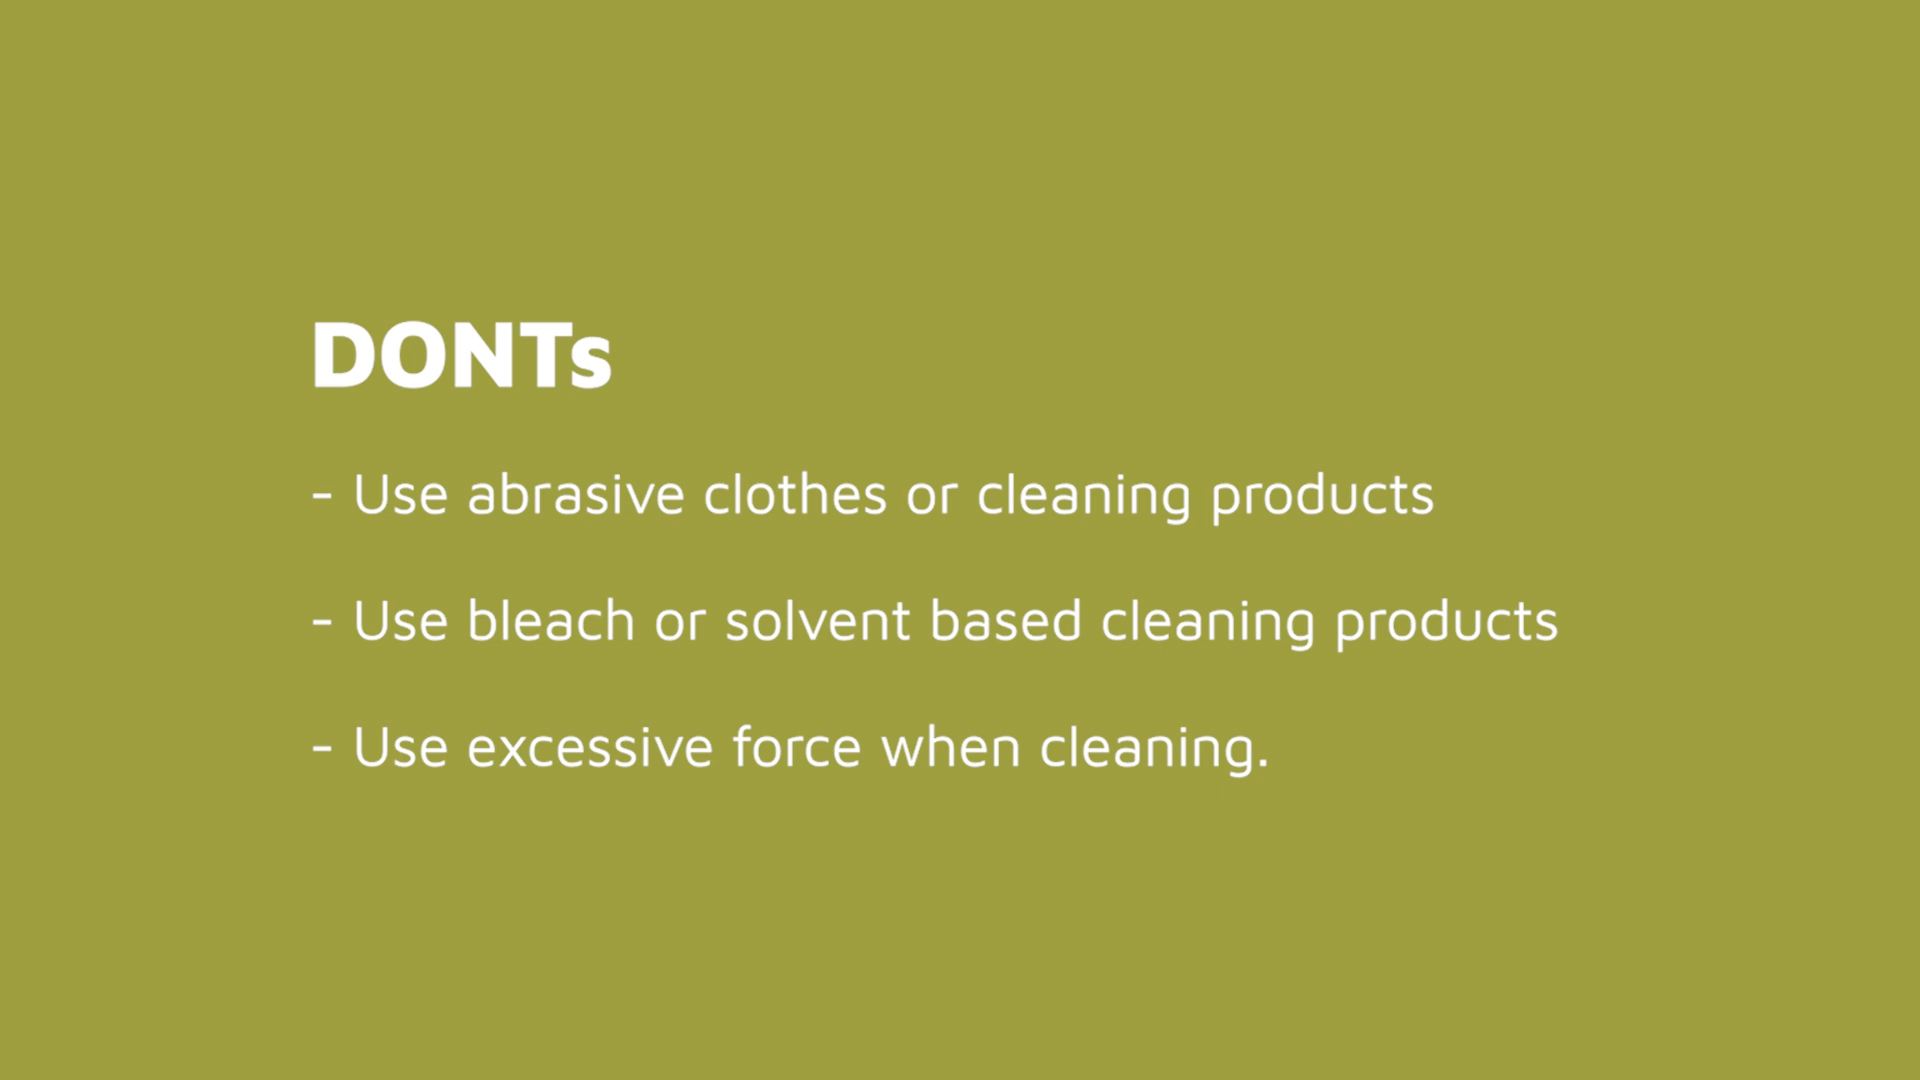 DONTs
- Use abrasive clothes or cleaning products
- Use bleach or solvent based cleaning products
- Use excessive force when cleaning.